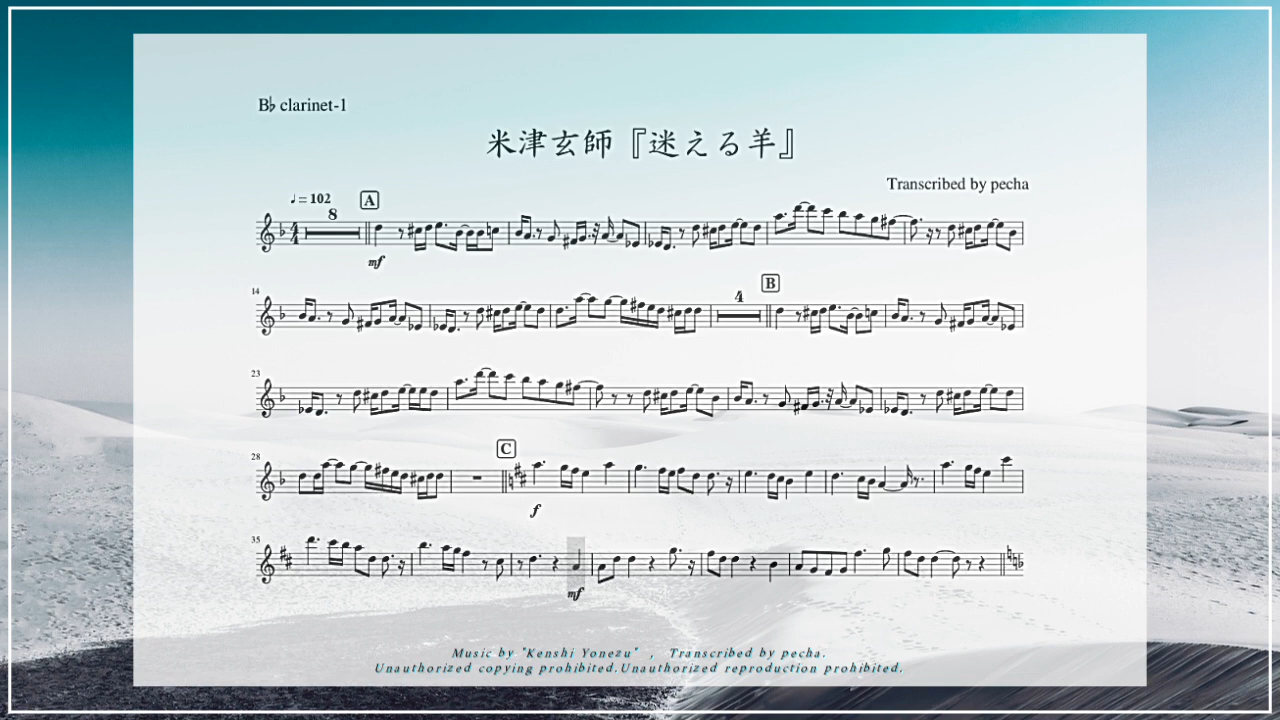 B♭ clarinet-1
米津玄師『迷える羊』
Transcribed by pecha
♩= 102
8
A
mf
14
4
B
23
28
C
f
35
mf
Music by "Kenshi Yonezu" , Transcribed by pecha.
Unauthorized copying prohibited.Unauthorized reproduction prohibited.